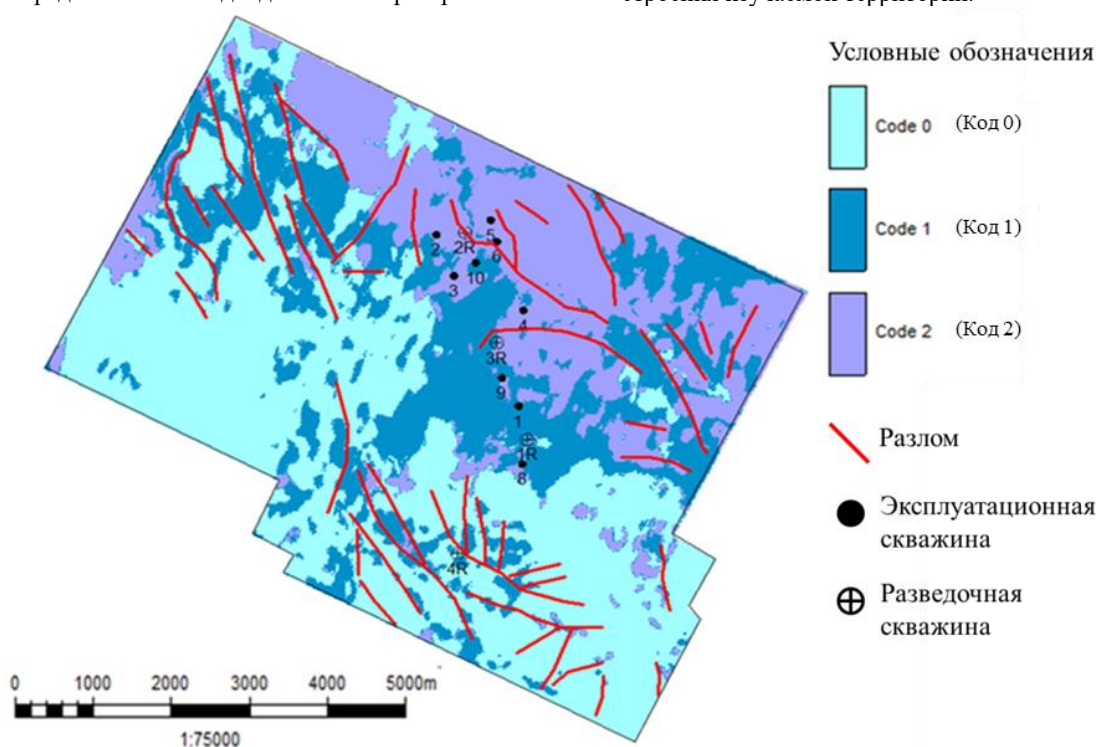 Условные обозначения
Code 0 (Код 0)
Code 1 (Код 1)
Code 2 (Код 2)
Разлом
Эксплуатационная
скважина
Разведочная
скважина
5
2
2R
6
10
3
4
3R
9
1
1R
8
4R
0 1000 2000 3000 4000 5000m
1:75000